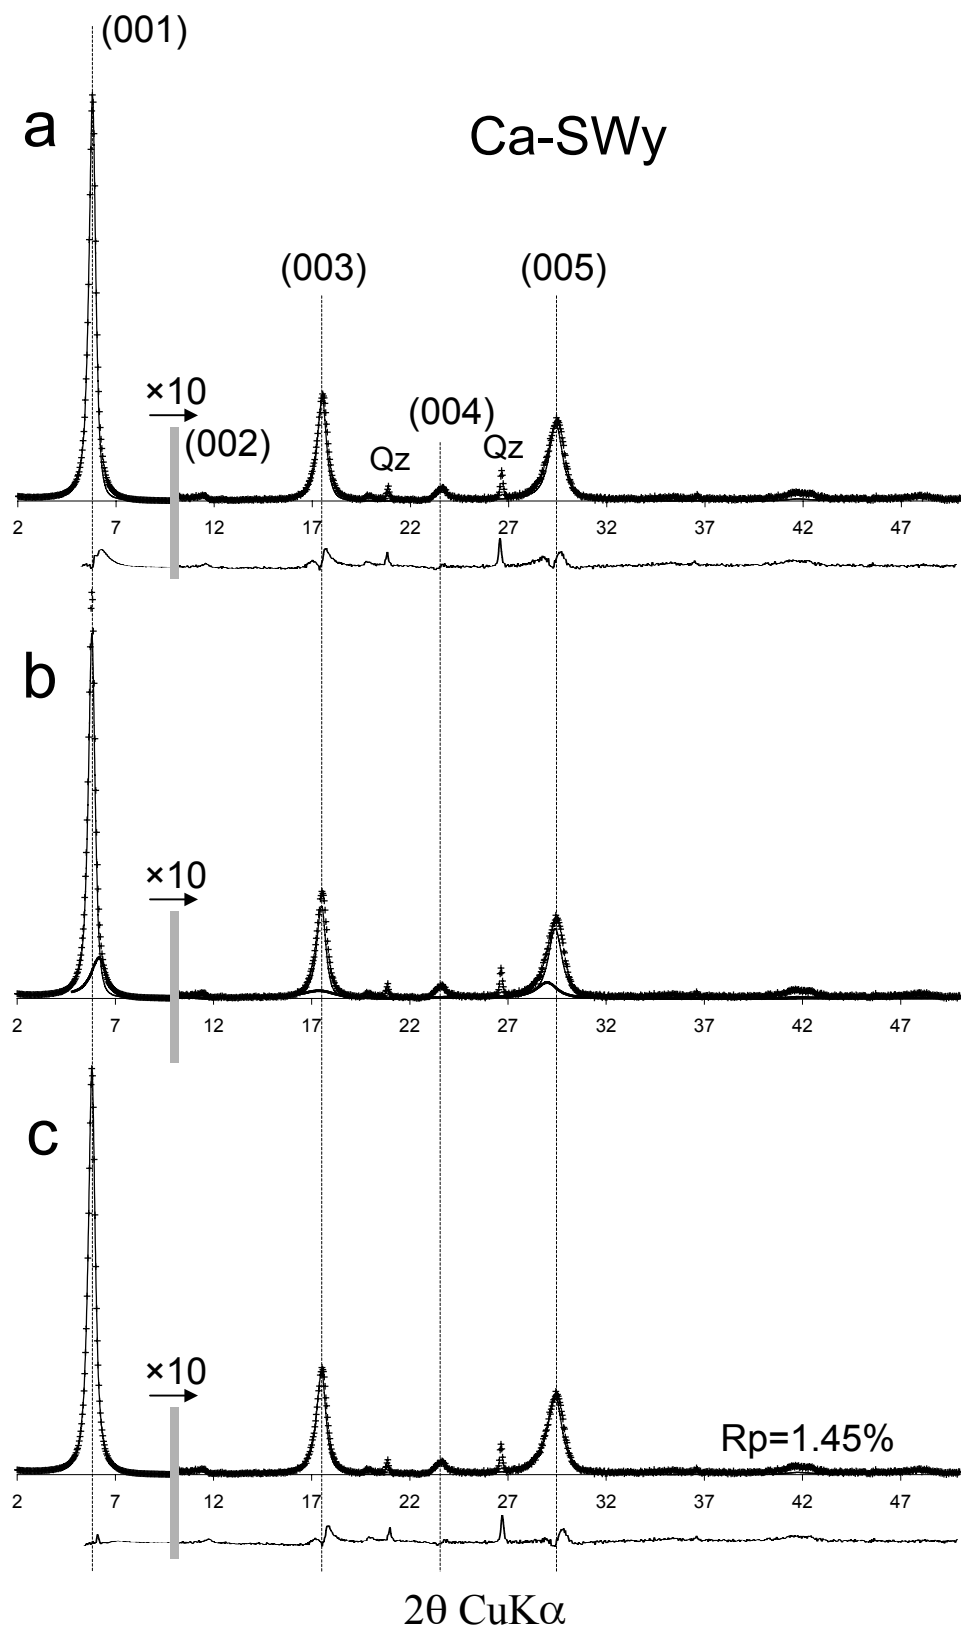 (001)
a
Ca-SWy
(003)
(005)
×10
(004)
(002)
Qz
Qz
2 7 12 17 22 27 32 37 42 47
b
×10
2 7 12 17 22 27 32 37 42 47
c
×10
Rp=1.45%
2 7 12 17 22 27 32 37 42 47
2θ CuKα